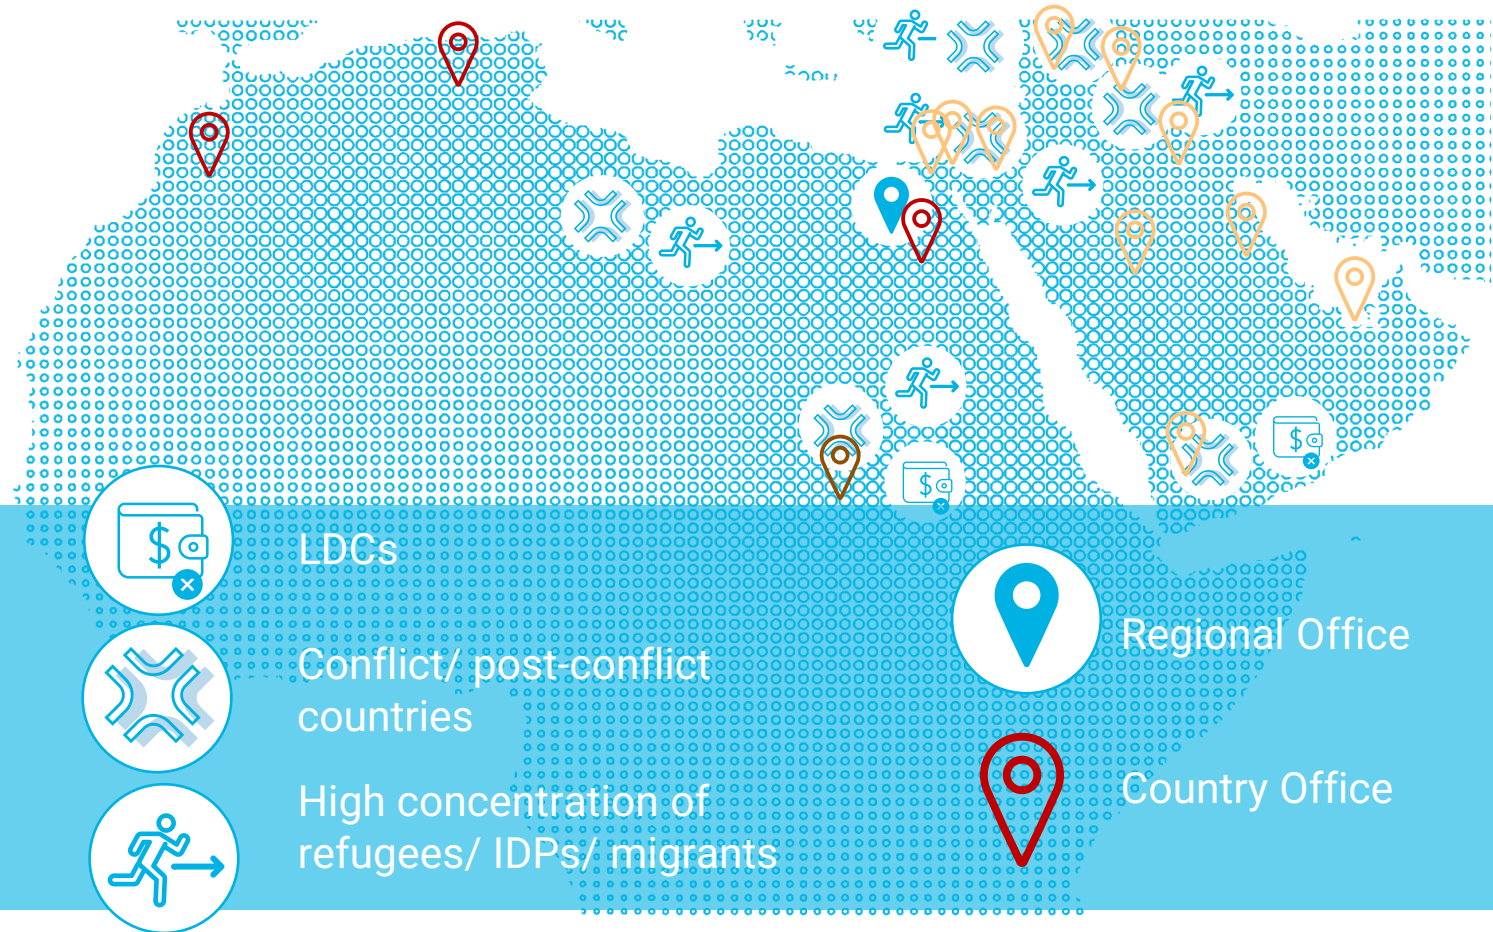 LDCs
Conflict/ post-conflict
countries
High concentration of
refugees/ IDPs/ migrants
Regional Office
Country Office